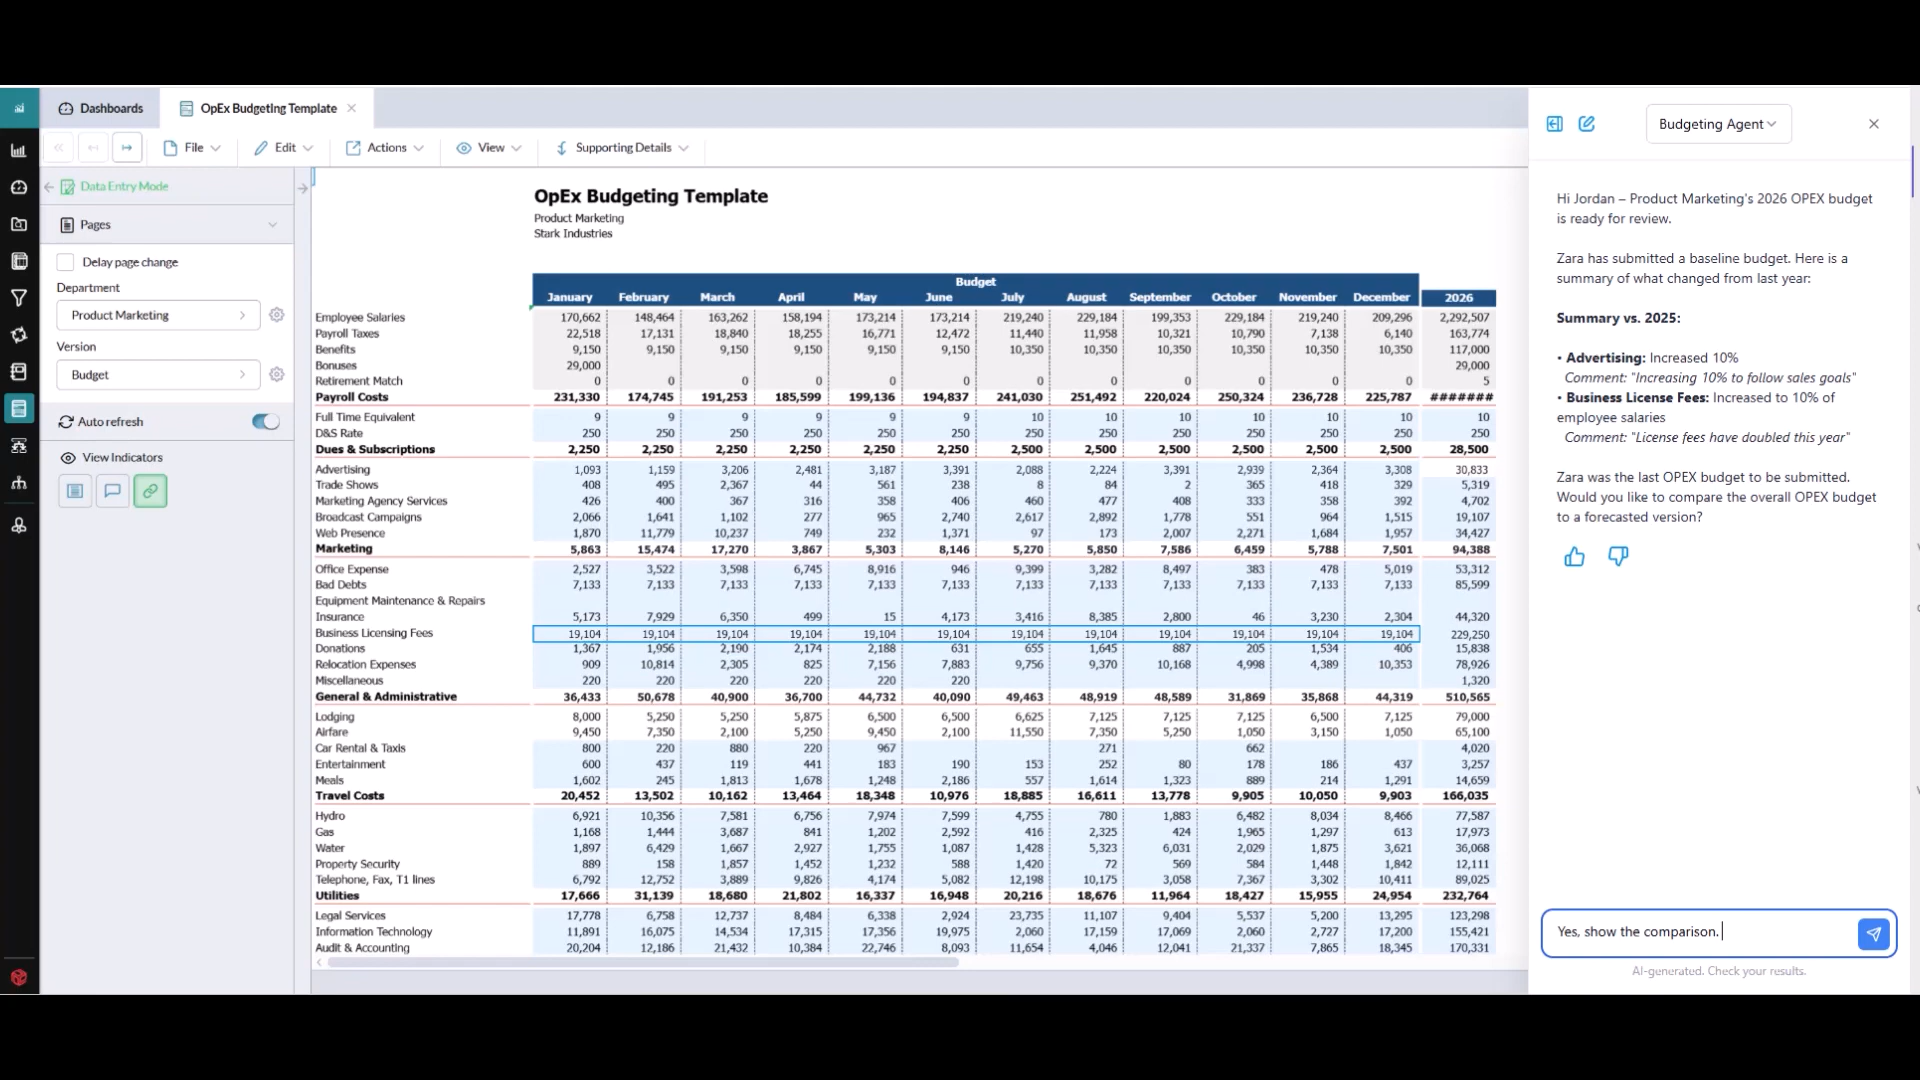 Dashboards
OpEx Budgeting Template
Budgeting Agent
File
Edit
Actions
View
Supporting Details
Data Entry Mode
Pages
Delay page change
Department
Product Marketing
Version
Budget
Auto refresh
View Indicators
OpEx Budgeting Template
Product Marketing
Stark Industries
Budget
January February March April May June July August September October November December 2026
Employee Salaries 170,662 148,464 163,262 158,194 173,214 173,214 219,240 229,184 199,353 229,184 219,240 209,296 2,292,507
Payroll Taxes 22,518 17,131 18,840 18,255 16,771 12,472 11,440 11,958 10,321 10,790 7,138 6,140 163,774
Benefits 9,150 9,150 9,150 9,150 9,150 9,150 10,350 10,350 10,350 10,350 10,350 10,350 117,000
Bonuses 29,000 29,000
Retirement Match 0 0 0 0 0 0 0 0 0 0 0 0 5
Payroll Costs 231,330 174,745 191,253 185,599 199,136 194,837 241,030 251,492 220,024 250,324 236,728 225,787 #######
Full Time Equivalent 9 9 9 9 9 9 10 10 10 10 10 10 10
D&S Rate 250 250 250 250 250 250 250 250 250 250 250 250 250
Dues & Subscriptions 2,250 2,250 2,250 2,250 2,250 2,250 2,500 2,500 2,500 2,500 2,500 2,500 28,500
Advertising 1,093 1,159 3,206 2,481 3,187 3,391 2,088 2,224 3,391 2,939 2,364 3,308 30,833
Trade Shows 408 495 2,367 44 561 238 8 84 2 365 418 329 5,319
Marketing Agency Services 426 400 367 316 358 406 460 477 408 333 358 392 4,702
Broadcast Campaigns 2,066 1,641 1,102 277 965 2,740 2,617 2,892 1,778 551 964 1,515 19,107
Web Presence 1,870 11,779 10,237 749 232 1,371 97 173 2,007 2,271 1,684 1,957 34,427
Marketing 5,863 15,474 17,270 3,867 5,303 8,146 5,270 5,850 7,586 6,459 5,788 7,501 94,388
Office Expense 2,527 3,522 3,598 6,745 8,916 946 9,399 3,282 8,497 383 478 5,019 53,312
Bad Debts 7,133 7,133 7,133 7,133 7,133 7,133 7,133 7,133 7,133 7,133 7,133 7,133 85,599
Equipment Maintenance & Repairs
Insurance 5,173 7,929 6,350 499 15 4,173 3,416 8,385 2,800 46 3,230 2,304 44,320
Business Licensing Fees 19,104 19,104 19,104 19,104 19,104 19,104 19,104 19,104 19,104 19,104 19,104 19,104 229,250
Donations 1,367 1,956 2,190 2,174 2,188 631 655 1,645 887 205 1,534 406 15,838
Relocation Expenses 909 10,814 2,305 825 7,156 7,883 9,756 9,370 10,168 4,998 4,389 10,353 78,926
Miscellaneous 220 220 220 220 220 220 1,320
General & Administrative 36,433 50,678 40,900 36,700 44,732 40,090 49,463 48,919 48,589 31,869 35,868 44,319 510,565
Lodging 8,000 5,250 5,250 5,875 6,500 6,500 6,625 7,125 7,125 7,125 6,500 7,125 79,000
Airfare 9,450 7,350 2,100 5,250 9,450 2,100 11,550 7,350 5,250 1,050 3,150 1,050 65,100
Car Rental & Taxis 800 220 880 220 967 271 662 4,020
Entertainment 600 437 119 441 183 190 153 252 80 178 186 437 3,257
Meals 1,602 245 1,813 1,678 1,248 2,186 557 1,614 1,323 889 214 1,291 14,659
Travel Costs 20,452 13,502 10,162 13,464 18,348 10,976 18,885 16,611 13,778 9,905 10,050 9,903 166,035
Hydro 6,921 10,356 7,581 6,756 7,974 7,599 4,755 780 1,883 6,482 8,034 8,466 77,587
Gas 1,168 1,444 3,687 841 1,202 2,592 416 2,325 424 1,965 1,297 613 17,973
Water 1,897 6,429 1,667 2,927 1,755 1,087 1,428 5,323 6,031 2,029 1,875 3,621 36,068
Property Security 889 158 1,857 1,452 1,232 588 1,420 72 569 584 1,448 1,842 12,111
Telephone, Fax, T1 lines 6,792 12,752 3,889 9,826 4,174 5,082 12,198 10,175 3,058 7,367 3,302 10,411 89,025
Utilities 17,666 31,139 18,680 21,802 16,337 16,948 20,216 18,676 11,964 18,427 15,955 24,954 232,764
Legal Services 17,778 6,758 12,737 8,484 6,338 2,924 23,735 11,107 9,404 5,537 5,200 13,295 123,298
Information Technology 11,891 16,075 14,534 17,315 17,356 19,975 2,060 17,159 17,069 2,060 2,727 17,200 155,421
Audit & Accounting 20,204 12,186 21,432 10,384 22,746 8,093 11,654 4,046 12,041 21,337 7,865 18,345 170,331
Hi Jordan – Product Marketing's 2026 OPEX budget
is ready for review.
Zara has submitted a baseline budget. Here is a
summary of what changed from last year:
Summary vs. 2025:
• Advertising: Increased 10%
Comment: "Increasing 10% to follow sales goals"
• Business License Fees: Increased to 10% of
employee salaries
Comment: "License fees have doubled this year"
Zara was the last OPEX budget to be submitted.
Would you like to compare the overall OPEX budget
to a forecasted version?
Yes, show the comparison.
AI-generated. Check your results.